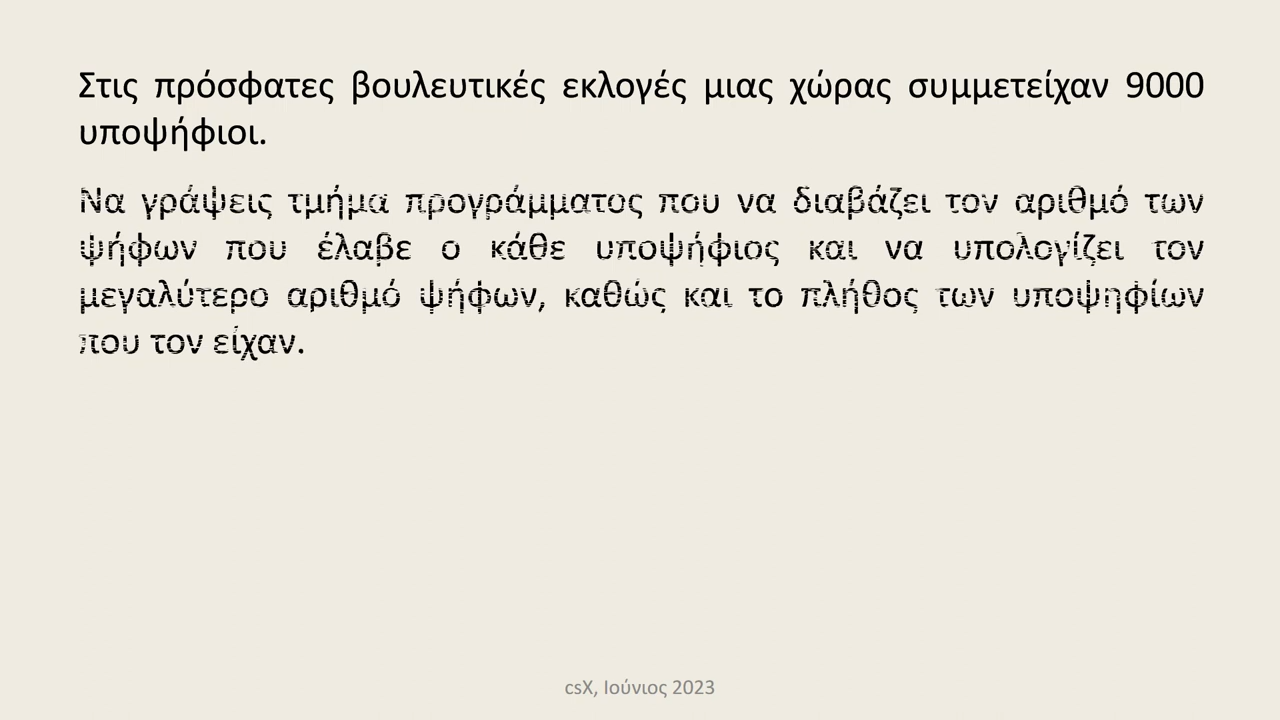 Στις πρόσφατες βουλευτικές εκλογές μιας χώρας συμμετείχαν 9000
υποψήφιοι.
Να γράψεις τμήμα προγράμματος που να διαβάζει τον αριθμό των
ψήφων που έλαβε ο κάθε υποψήφιος και να υπολογίζει τον
μεγαλύτερο αριθμό ψήφων, καθώς και το πλήθος των υποψηφίων
που τον είχαν.
csX, Ιούνιος 2023